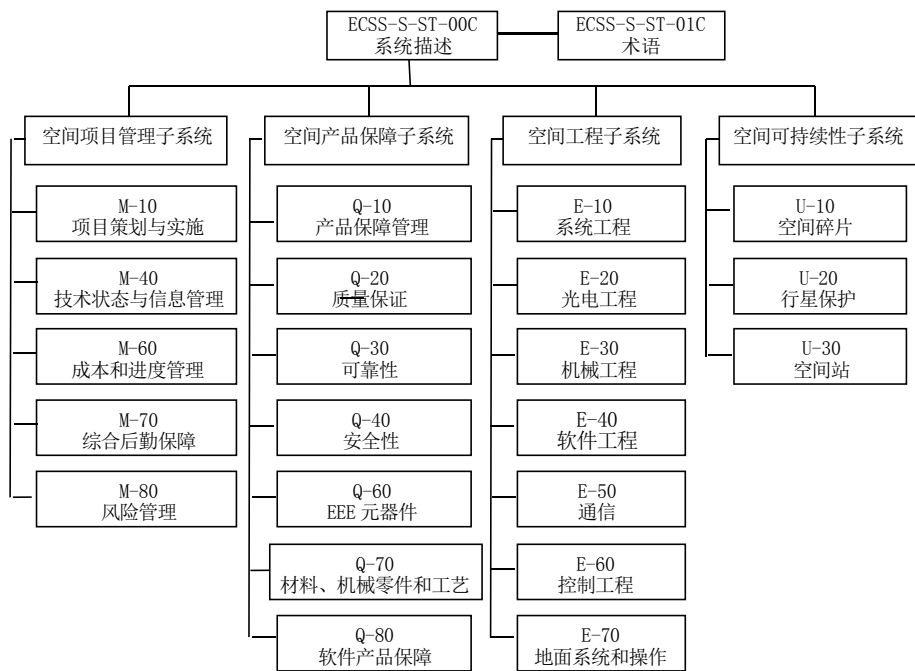 ECSS-S-ST-00C
系统描述
ECSS-S-ST-01C
术语
空间项目管理子系统
空间产品保障子系统
空间工程子系统
空间可持续性子系统
M-10
项目策划与实施
M-40
技术状态与信息管理
M-60
成本和进度管理
M-70
综合后勤保障
M-80
风险管理
Q-10
产品保障管理
Q-20
质量保证
Q-30
可靠性
Q-40
安全性
Q-60
EEE 元器件
Q-70
材料、机械零件和工艺
Q-80
软件产品保障
E-10
系统工程
E-20
光电工程
E-30
机械工程
E-40
软件工程
E-50
通信
E-60
控制工程
E-70
地面系统和操作
U-10
空间碎片
U-20
行星保护
U-30
空间站